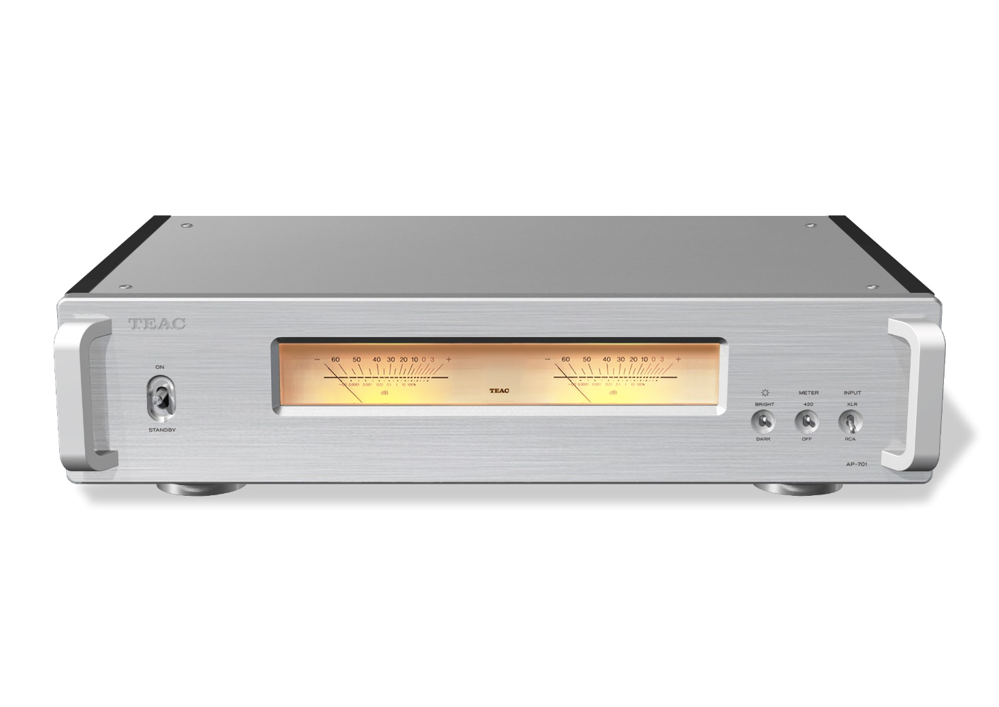 TEAC
ON
STANDBY
− 60 50 40 30 20 10 0 3 +
−∞ 0.0001 0.001 0.01 0.1 1 10 100%
dB
TEAC
− 60 50 40 30 20 10 0 3 +
−∞ 0.0001 0.001 0.01 0.1 1 10 100%
dB
METER INPUT
BRIGHT +20 XLR
DARK OFF RCA
AP-701